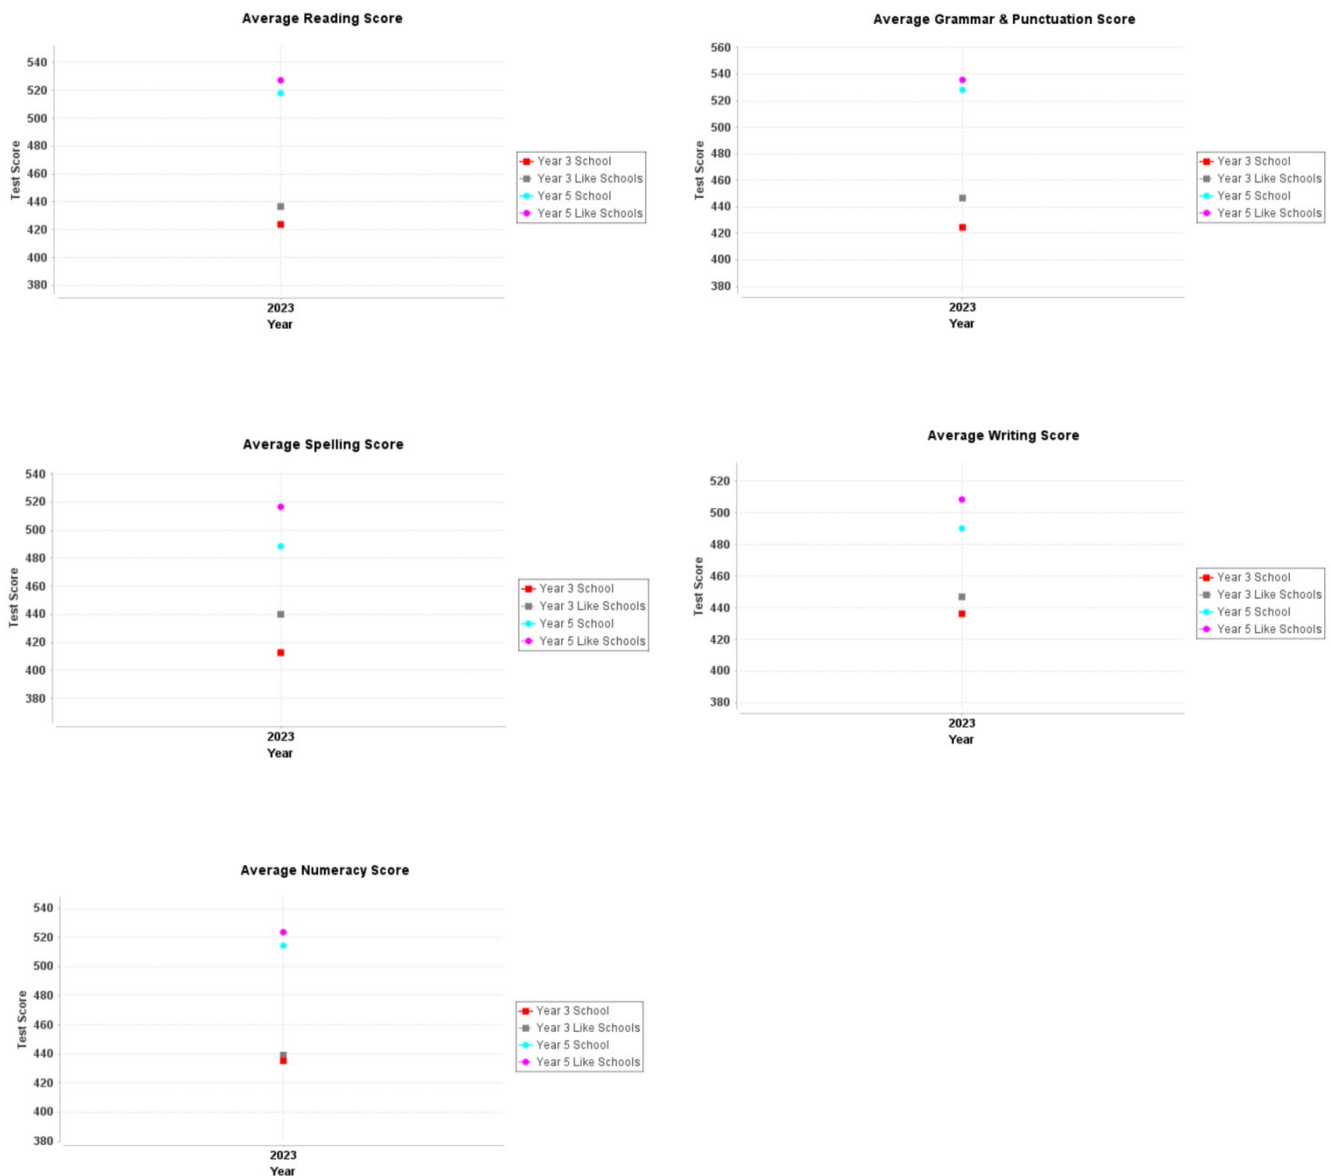 Average Reading Score
540
520
500
480
460
440
420
400
380
Test Score
2023
Year
Year 3 School
Year 3 Like Schools
Year 5 School
Year 5 Like Schools
Average Grammar & Punctuation Score
560
540
520
500
480
460
440
420
400
380
Test Score
2023
Year
Year 3 School
Year 3 Like Schools
Year 5 School
Year 5 Like Schools
Average Spelling Score
540
520
500
480
460
440
420
400
380
Test Score
2023
Year
Year 3 School
Year 3 Like Schools
Year 5 School
Year 5 Like Schools
Average Writing Score
520
500
480
460
440
420
400
380
Test Score
2023
Year
Year 3 School
Year 3 Like Schools
Year 5 School
Year 5 Like Schools
Average Numeracy Score
540
520
500
480
460
440
420
400
380
Test Score
2023
Year
Year 3 School
Year 3 Like Schools
Year 5 School
Year 5 Like Schools